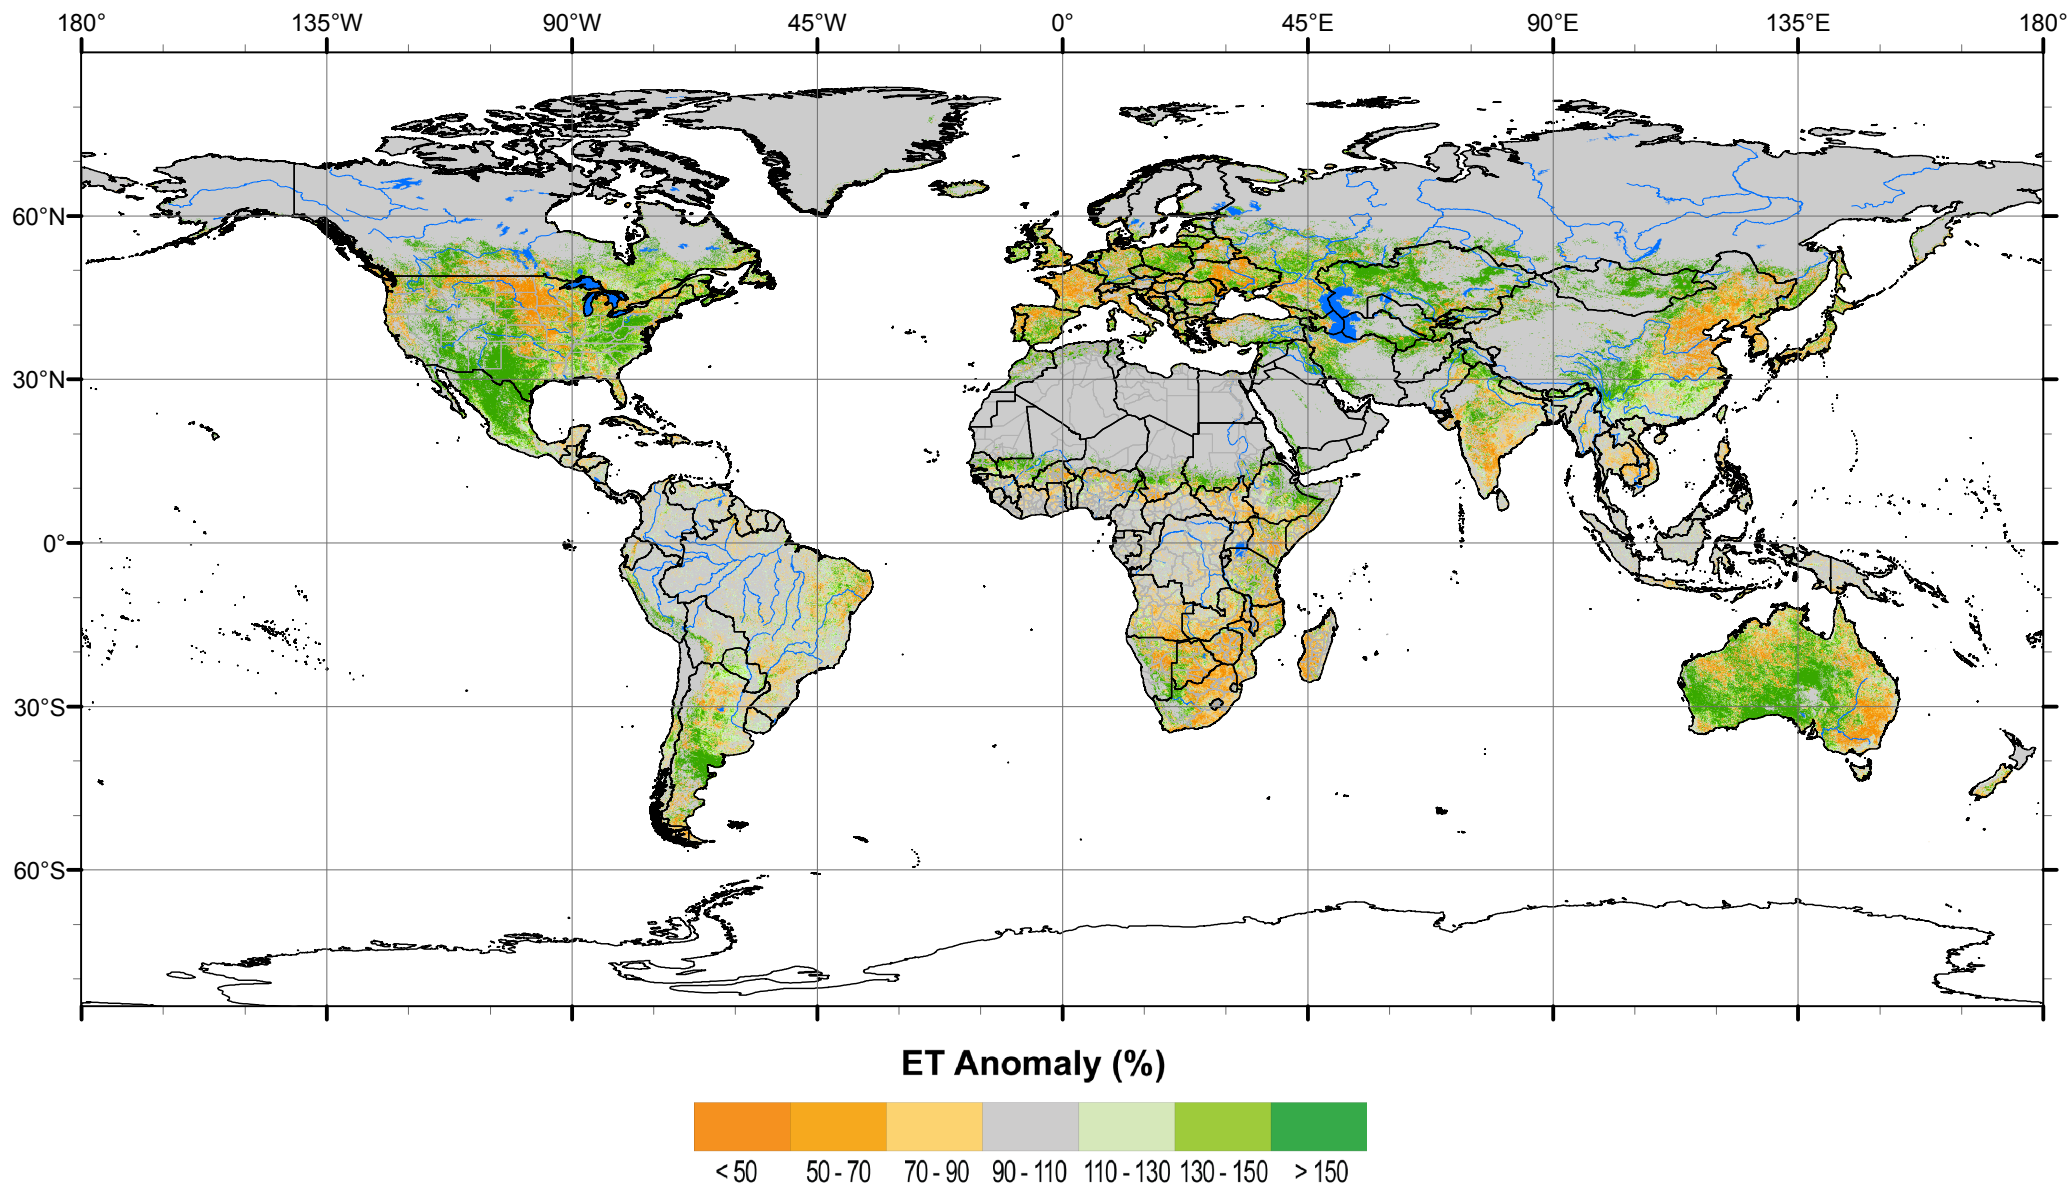 180° 135°W 90°W 45°W 0° 45°E 90°E 135°E 180°
60°N
30°N
0°
30°S
60°S
ET Anomaly (%)
< 50 50 - 70 70 - 90 90 - 110 110 - 130 130 - 150 > 150